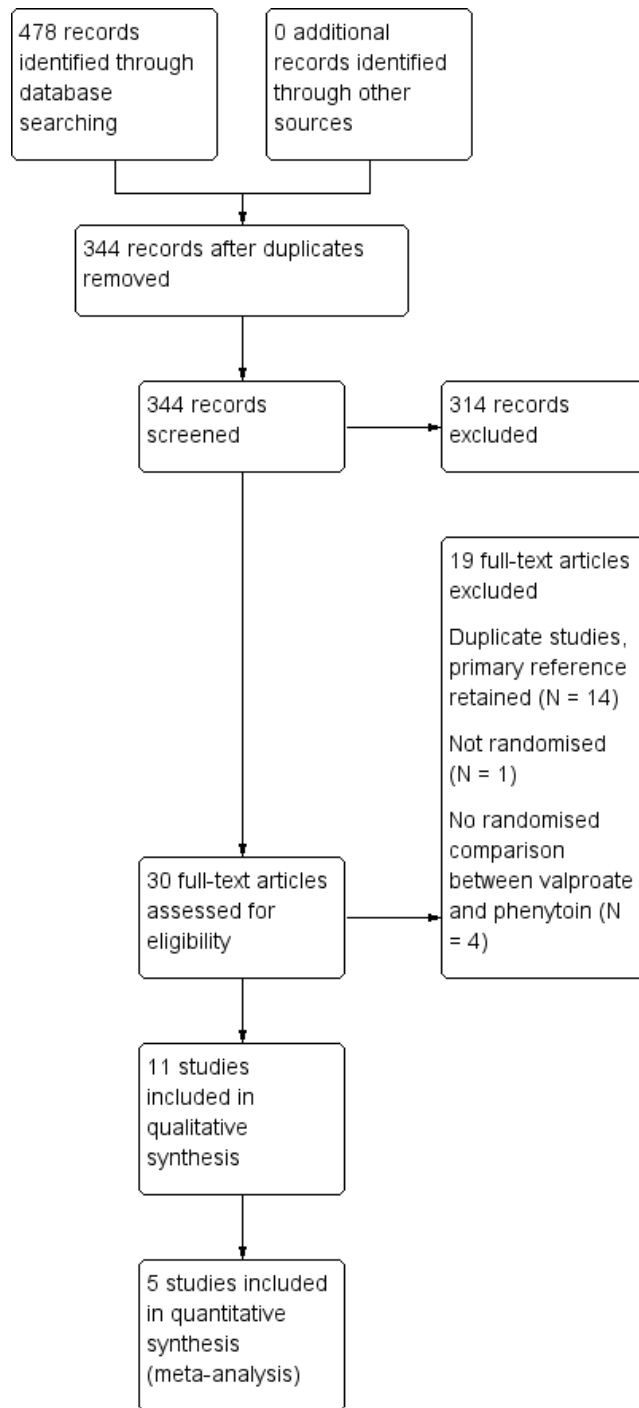 478 records
identified through
database
searching
0 additional
records identified
through other
sources
344 records after duplicates
removed
344 records
screened
314 records
excluded
19 full-text articles
excluded
Duplicate studies,
primary reference
retained (N = 14)
Not randomised
(N = 1)
No randomised
comparison
between valproate
and phenytoin (N
= 4)
30 full-text articles
assessed for
eligibility
11 studies
included in
qualitative
synthesis
5 studies included
in quantitative
synthesis
(meta-analysis)